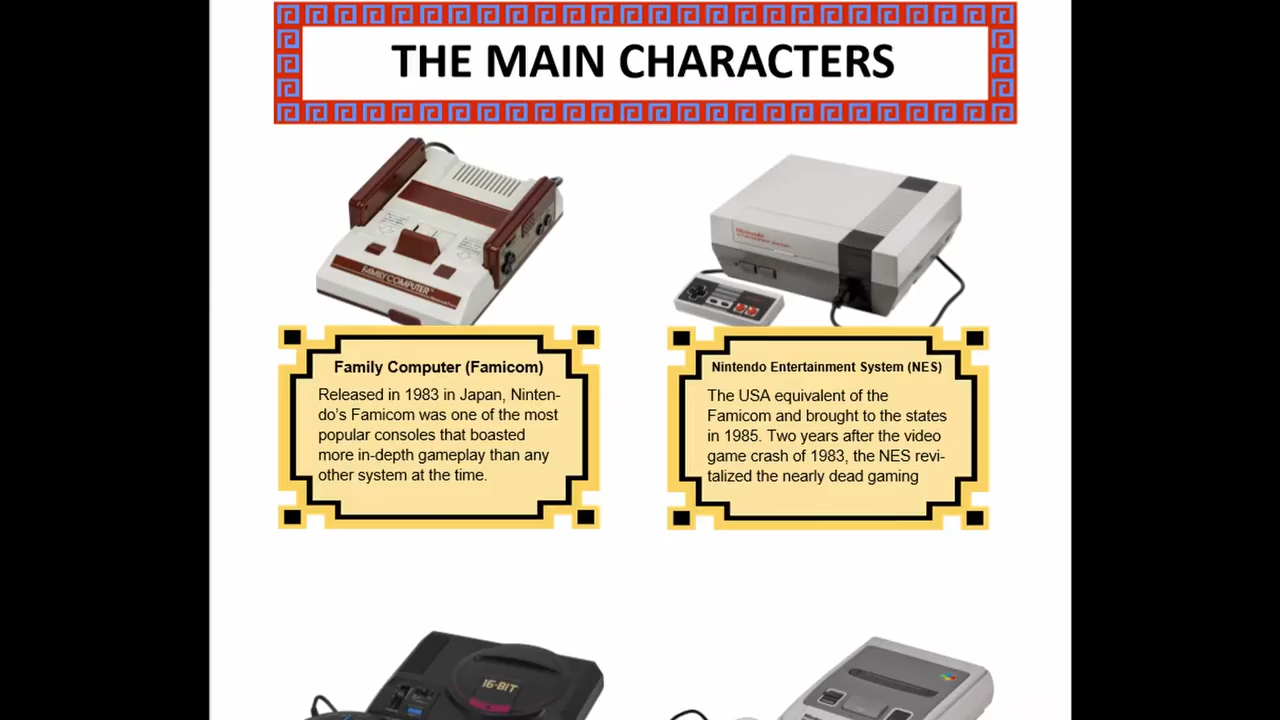 THE MAIN CHARACTERS
FAMILY COMPUTER
Nintendo
Family Computer (Famicom)
Released in 1983 in Japan, Ninten-
do’s Famicom was one of the most
popular consoles that boasted
more in-depth gameplay than any
other system at the time.
Nintendo Entertainment System (NES)
The USA equivalent of the
Famicom and brought to the states
in 1985. Two years after the video
game crash of 1983, the NES revi-
talized the nearly dead gaming
16-BIT